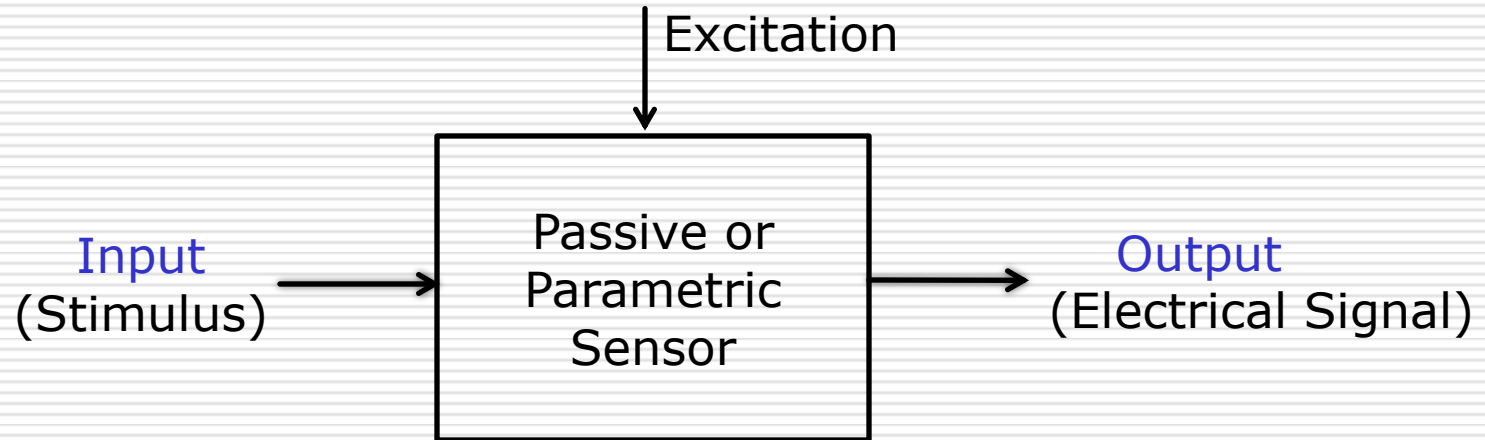 Excitation
Input
(Stimulus)
Passive or
Parametric
Sensor
Output
(Electrical Signal)